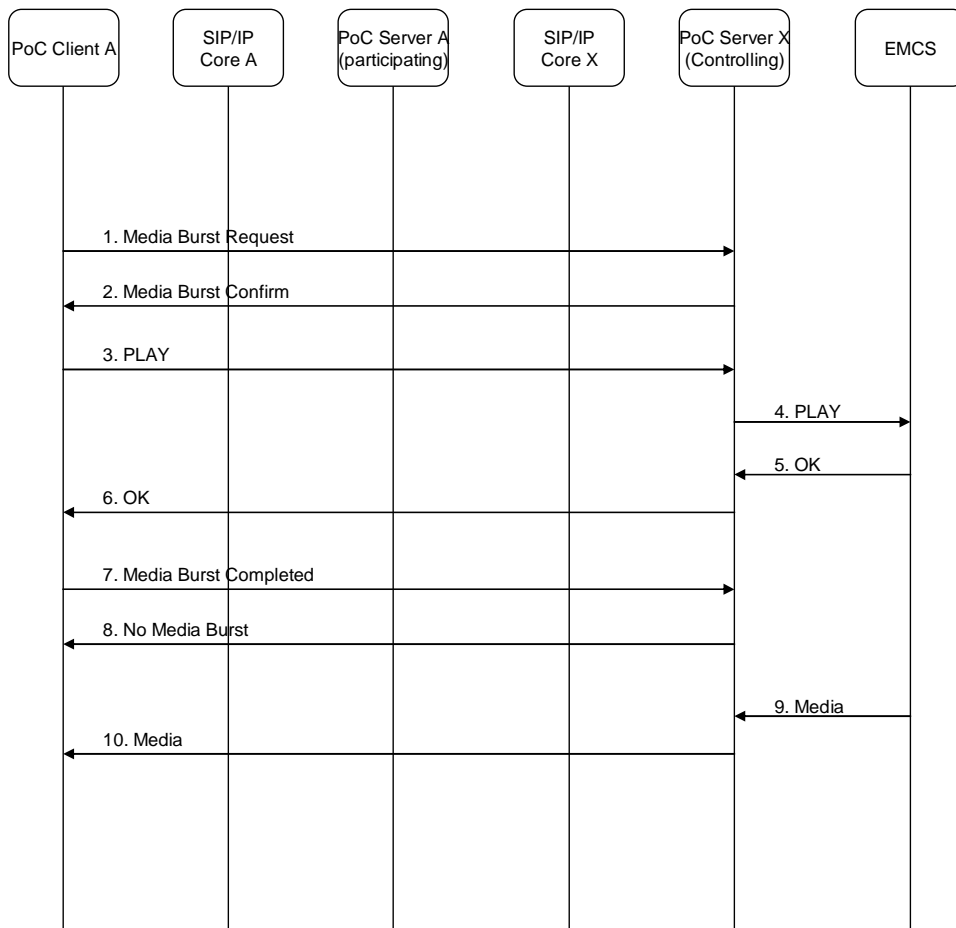 PoC Client A
SIP/IP
Core A
PoC Server A
(participating)
SIP/IP
Core X
PoC Server X
(Controlling)
EMCS
1. Media Burst Request
2. Media Burst Confirm
3. PLAY
4. PLAY
5. OK
6. OK
7. Media Burst Completed
8. No Media Burst
9. Media
10. Media